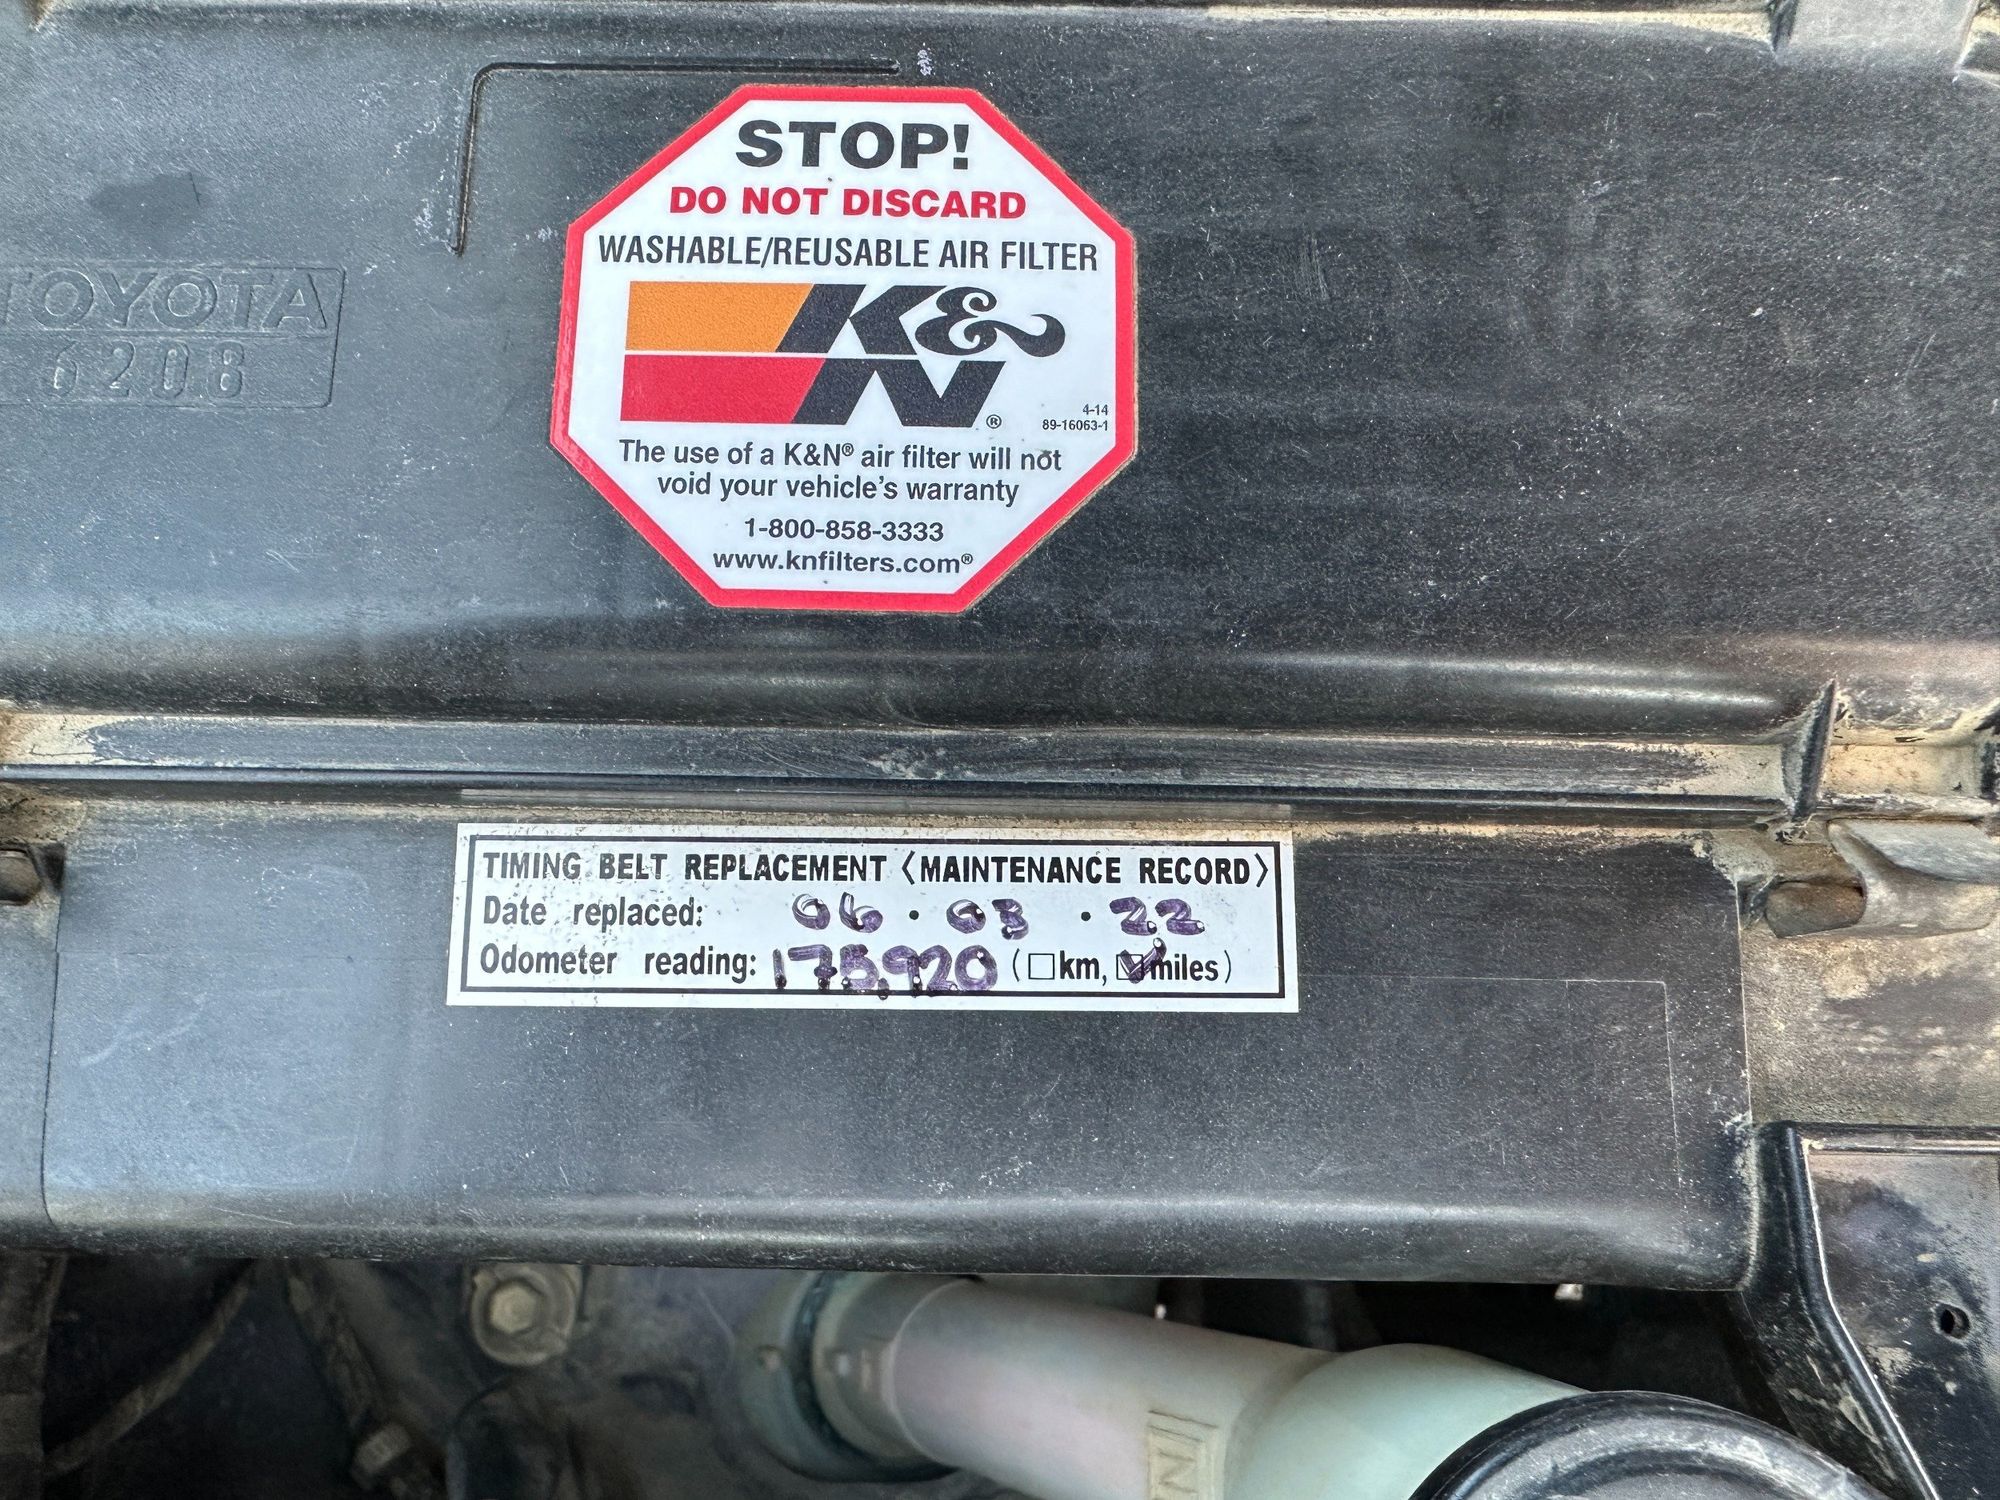 STOP!
DO NOT DISCARD
WASHABLE/REUSABLE AIR FILTER
K&N®
4-14
89-16063-1
The use of a K&N® air filter will not
void your vehicle's warranty
1-800-858-3333
www.knfilters.com®
TOYOTA
6208
TIMING BELT REPLACEMENT 〈MAINTENANCE RECORD〉
Date replaced: 06 · 03 · 22
Odometer reading: 175,920 (□km, ☑miles)